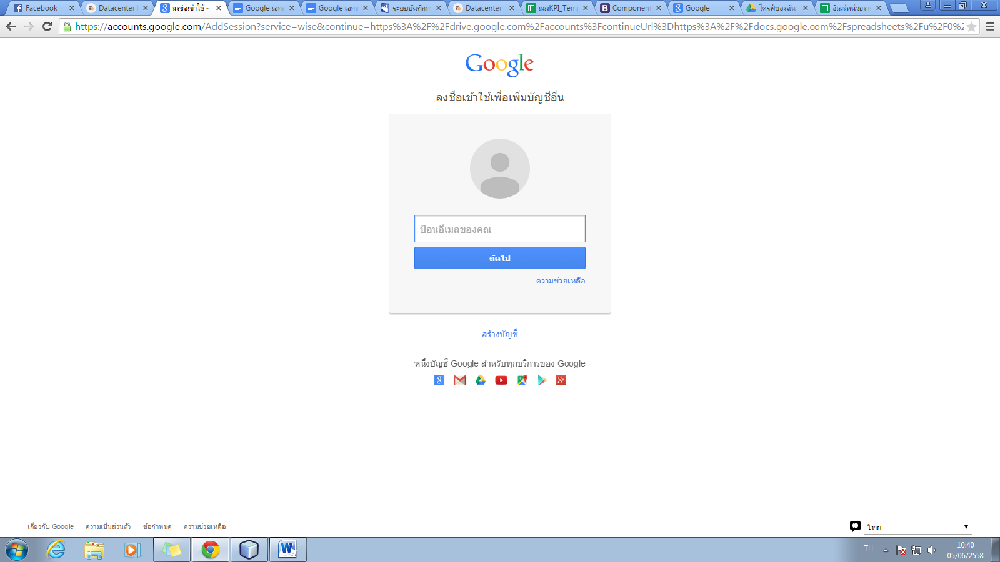 Facebook
Datacenter
ลงชื่อเข้าใช้ -
Google เอกส
Google เอกส
ระบบบันทึกกา
Datacenter
เล่มKPI_Temp
Component
Google
ไดรฟ์ของฉัน
อีเมล์หน่วยงาน
https://accounts.google.com/AddSession?service=wise&continue=https%3A%2F%2Fdrive.google.com%2Faccounts%3FcontinueUrl%3Dhttps%3A%2F%2Fdocs.google.com%2Fspreadsheets%2Fu%2F0%2
Google
ลงชื่อเข้าใช้เพื่อเพิ่มบัญชีอื่น
ป้อนอีเมลของคุณ
ถัดไป
ความช่วยเหลือ
สร้างบัญชี
หนึ่งบัญชี Google สำหรับทุกบริการของ Google
เกี่ยวกับ Google ความเป็นส่วนตัว ข้อกำหนด ความช่วยเหลือ
ไทย
TH
10:40
05/06/2558